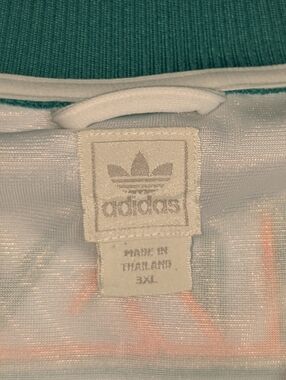 adidas
MADE IN
THAILAND
3XL